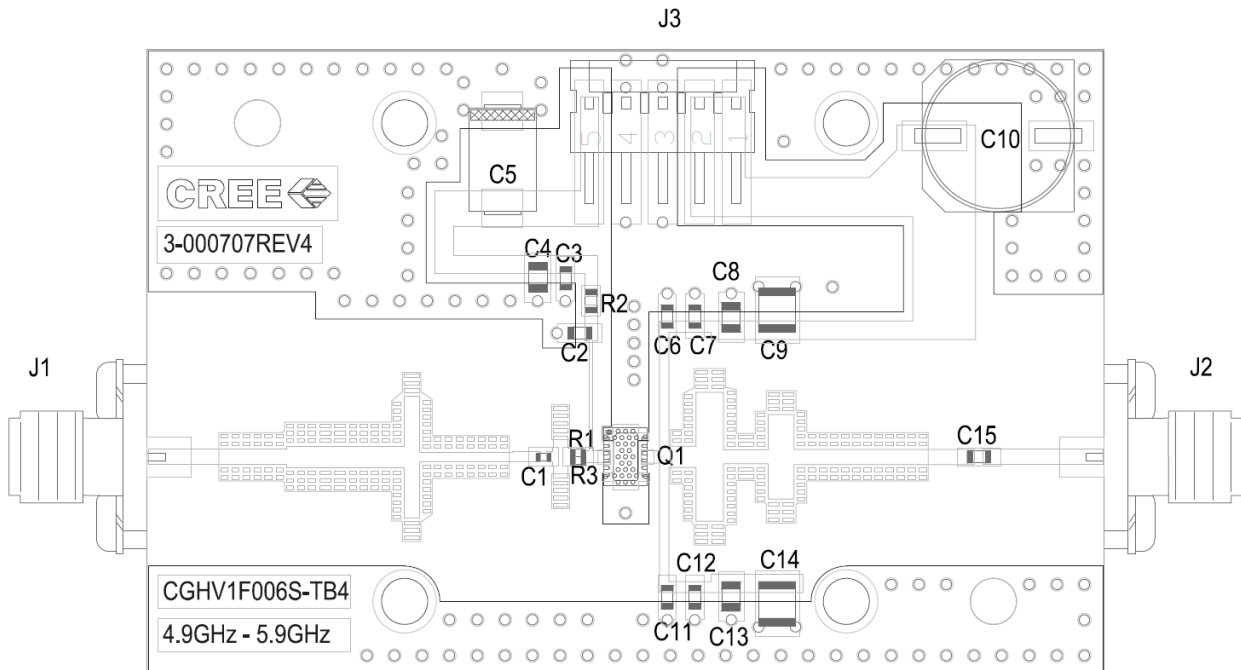 J3
5 4 3 2 1
C10
C5
CREE
3-000707REV4
C4 C3
C8
R2
C2
C6 C7
C9
J1
J2
R1
C1
R3
Q1
C15
C12
C14
CGHV1F006S-TB4
4.9GHz - 5.9GHz
C11
C13